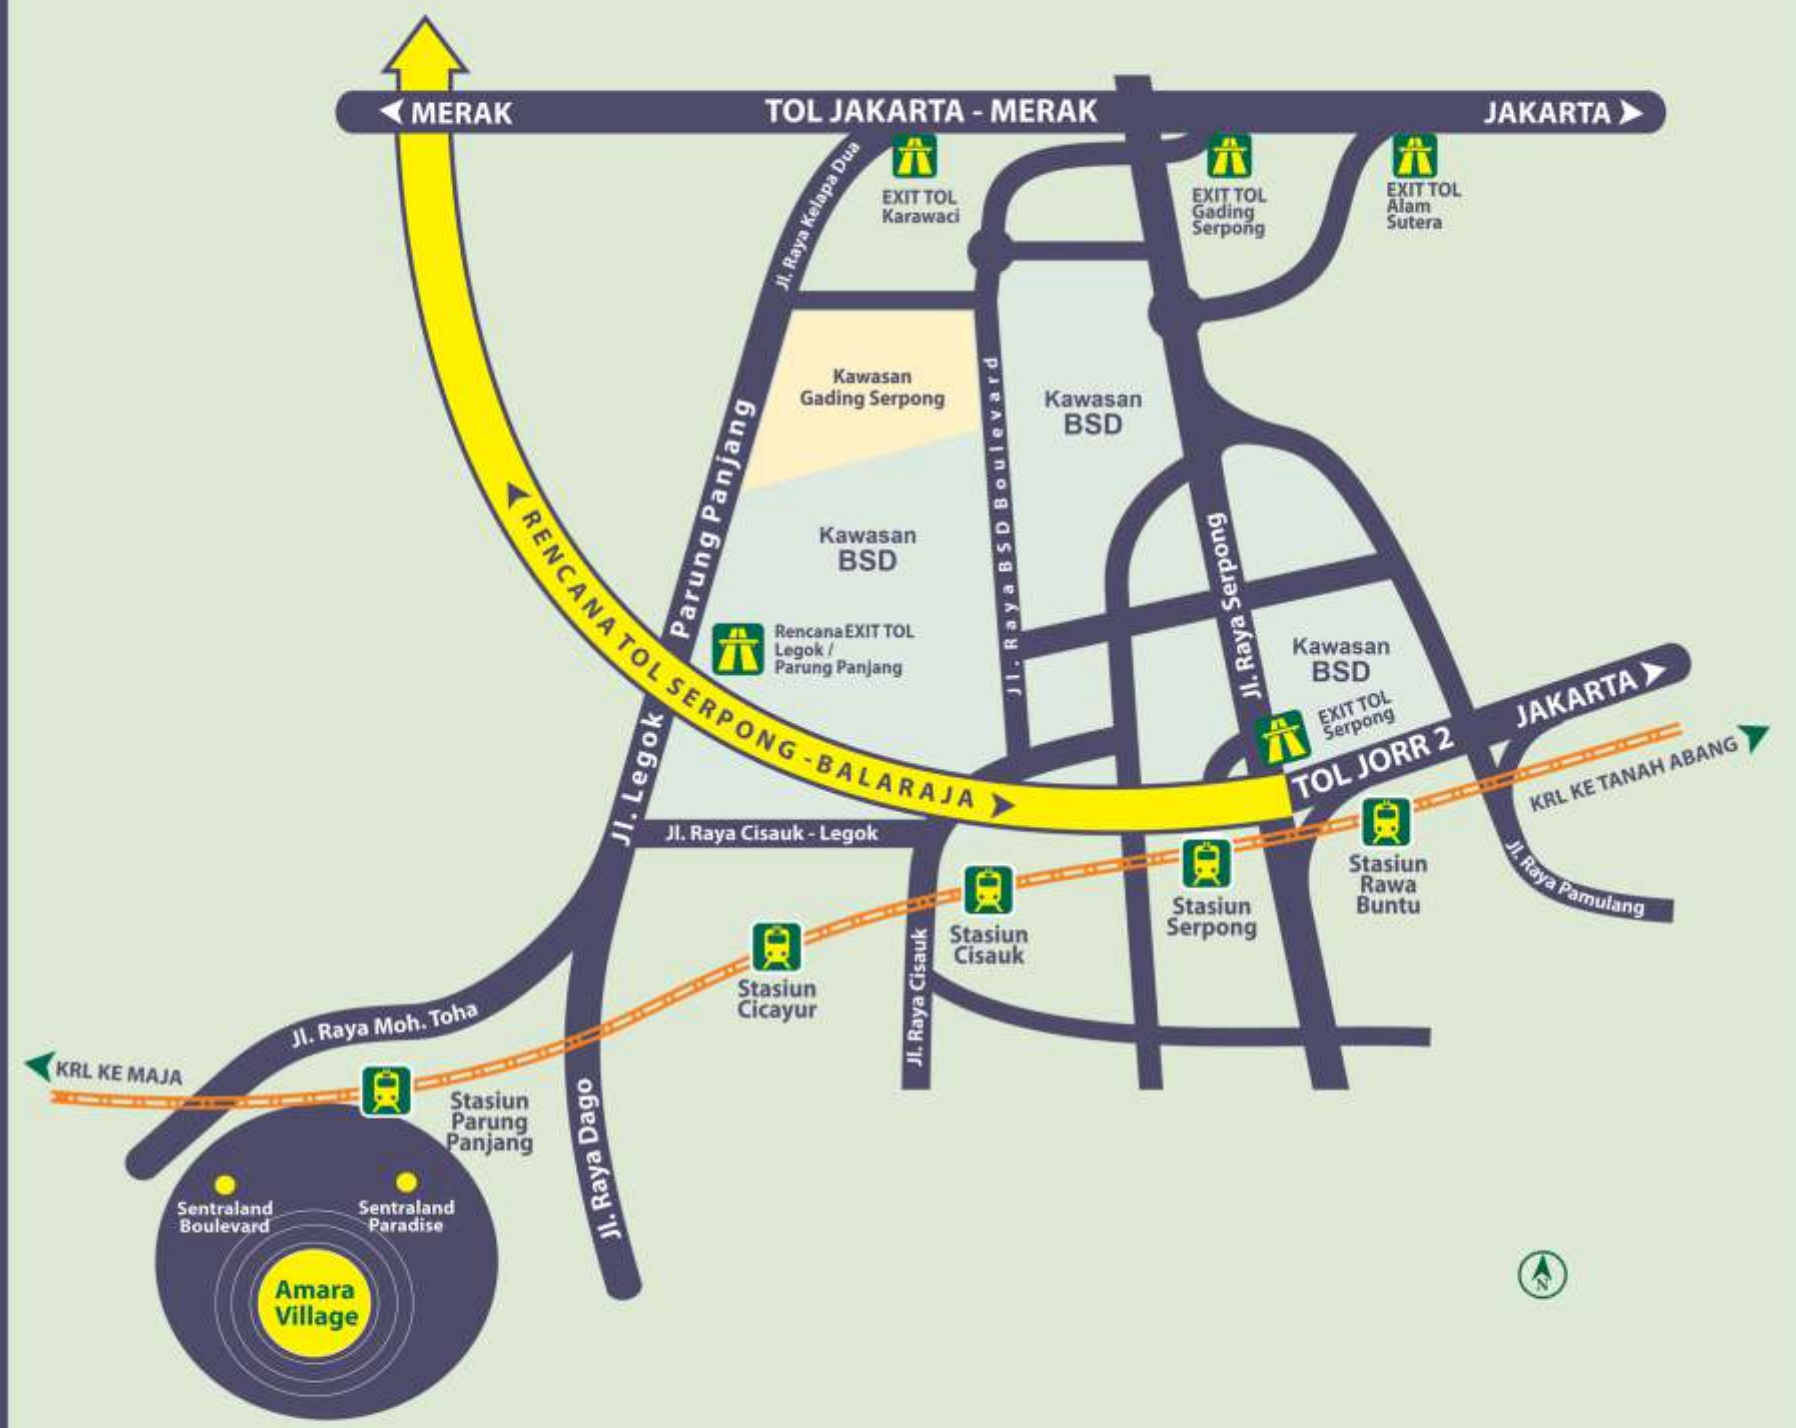 MERAK
TOL JAKARTA - MERAK
JAKARTA
Jl. Raya Kelapa Dua
EXIT TOL
Karawaci
EXIT TOL
Gading
Serpong
EXIT TOL
Alam
Sutera
Kawasan
Gading Serpong
Kawasan
BSD
Jl. Raya BSD Boulevard
Parung Panjang
Kawasan
BSD
RENCANA TOL SERPONG - BALARAJA
Jl. Raya Serpong
Rencana EXIT TOL
Legok /
Parung Panjang
Kawasan
BSD
EXIT TOL
Serpong
JAKARTA
TOL JORR 2
KRL KE TANAH ABANG
Jl. Legok
Jl. Raya Cisauk - Legok
Stasiun
Rawa
Buntu
Jl. Raya Pamulang
Stasiun
Serpong
Stasiun
Cisauk
Jl. Raya Cisauk
Stasiun
Cicayur
Jl. Raya Moh. Toha
KRL KE MAJA
Stasiun
Parung
Panjang
Jl. Raya Dago
Sentraland
Boulevard
Sentraland
Paradise
Amara
Village
N